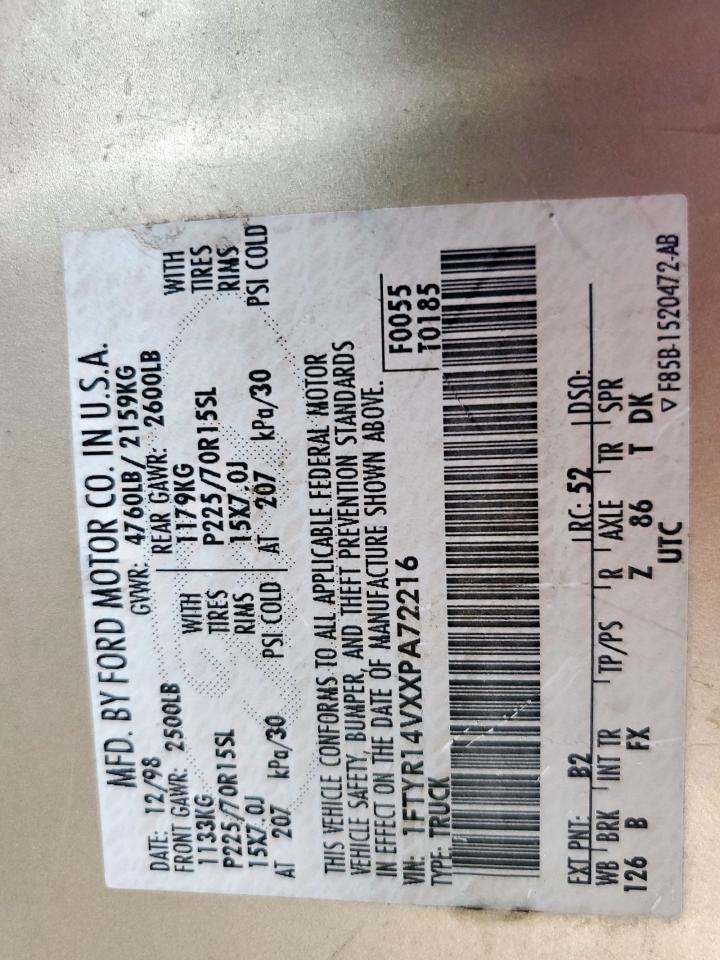 MFD. BY FORD MOTOR CO. IN U.S.A.
DATE: 12/98 GVWR: 4760LB/ 2159KG
FRONT GAWR: 2500LB REAR GAWR: 2600LB
1133KG WITH 1179KG WITH
P225/70R15SL TIRES P225/70R15SL TIRES
15X7.0J RIMS 15X7.0J RIMS
AT 207 kPa/30 PSI COLD AT 207 kPa/30 PSI COLD
THIS VEHICLE CONFORMS TO ALL APPLICABLE FEDERAL MOTOR
VEHICLE SAFETY, BUMPER, AND THEFT PREVENTION STANDARDS
IN EFFECT ON THE DATE OF MANUFACTURE SHOWN ABOVE.
VIN: 1FTYR14VXXPA72216 F0055
TYPE: TRUCK T0185
EXT PNT: B2 RC: 52 DSO:
WB BRK INT TR TP/PS R AXLE TR SPR
126 B FX Z 86 T DK
UTC ▽ F85B-1520472-AB